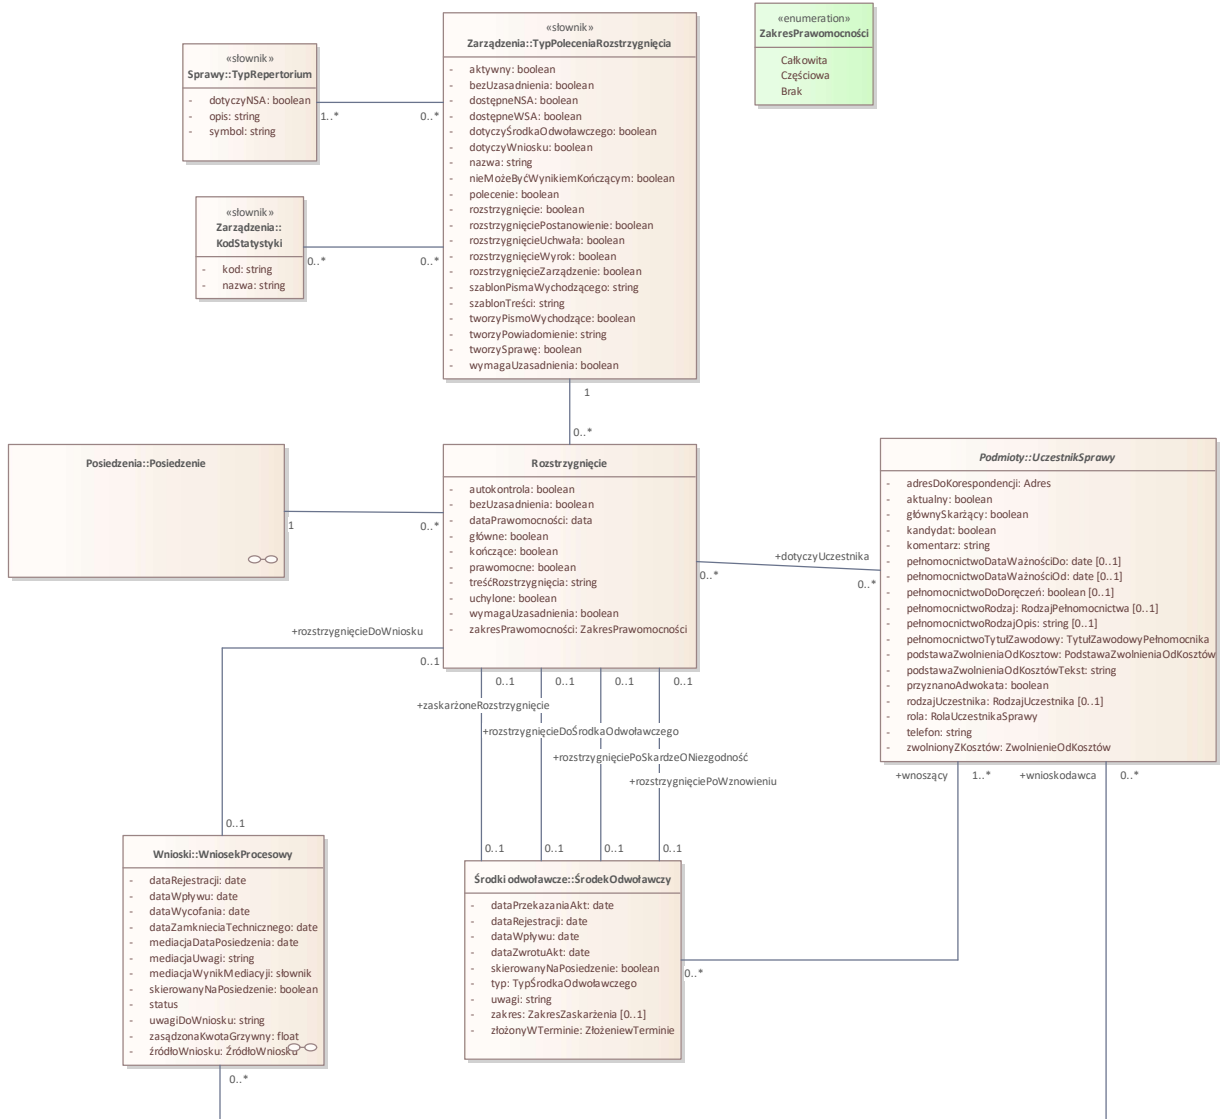 «enumeration»
ZakresPrawomocności
Całkowita
Częściowa
Brak
«słownik»
Zarządzenia::TypPoleceniaRozstrzygnięcia
- aktywny: boolean
- bezUzasadnienia: boolean
- dostępneNSA: boolean
- dostępneWSA: boolean
- dotyczyŚrodkaOdwoławczego: boolean
- dotyczyWniosku: boolean
- nazwa: string
- nieMożeByćWynikiemKończącym: boolean
- polecenie: boolean
- rozstrzygnięcie: boolean
- rozstrzygnięciePostanowienie: boolean
- rozstrzygnięcieUchwała: boolean
- rozstrzygnięcieWyrok: boolean
- rozstrzygnięcieZarządzenie: boolean
- szablonPismaWychodzącego: string
- szablonTreści: string
- tworzyPismoWychodzące: boolean
- tworzyPowiadomienie: string
- tworzySprawę: boolean
- wymagaUzasadnienia: boolean
«słownik»
Sprawy::TypRepertorium
- dotyczyNSA: boolean
- opis: string
- symbol: string
1..*
0..*
«słownik»
Zarządzenia::
KodStatystyki
- kod: string
- nazwa: string
0..*
0..*
1
0..*
Posiedzenia::Posiedzenie
1
0..*
Rozstrzygnięcie
- autokontrola: boolean
- bezUzasadnienia: boolean
- dataPrawomocności: data
- główne: boolean
- kończące: boolean
- prawomocne: boolean
- treśćRozstrzygnięcia: string
- uchylone: boolean
- wymagaUzasadnienia: boolean
- zakresPrawomocności: ZakresPrawomocności
+dotyczyUczestnika
0..*
0..*
Podmioty::UczestnikSprawy
- adresDoKorespondencji: Adres
- aktualny: boolean
- głównySkarżący: boolean
- kandydat: boolean
- komentarz: string
- pełnomocnictwoDataWażnościDo: date [0..1]
- pełnomocnictwoDataWażnościOd: date [0..1]
- pełnomocnictwoDoDoręczeń: boolean [0..1]
- pełnomocnictwoRodzaj: RodzajPełnomocnictwa [0..1]
- pełnomocnictwoRodzajOpis: string [0..1]
- pełnomocnictwoTytułZawodowy: TytułZawodowyPełnomocnika
- podstawaZwolnieniaOdKosztow: PodstawaZwolnieniaOdKosztów
- podstawaZwolnieniaOdKosztówTekst: string
- przyznanoAdwokata: boolean
- rodzajUczestnika: RodzajUczestnika [0..1]
- rola: RolaUczestnikaSprawy
- telefon: string
- zwolnionyZKosztów: ZwolnienieOdKosztów
+rozstrzygnięcieDoWniosku
0..1
0..1
0..1 0..1 0..1 0..1
+zaskarżoneRozstrzygnięcie
+rozstrzygnięcieDoŚrodkaOdwoławczego
+rozstrzygnięciePoSkardzeONiezgodność
+rozstrzygnięciePoWznowieniu
0..1 0..1 0..1 0..1
+wnoszący 1..*
+wnioskodawca 0..*
Wnioski::WniosekProcesowy
- dataRejestracji: date
- dataWpływu: date
- dataWycofania: date
- dataZamknieciaTechnicznego: date
- mediacjaDataPosiedzenia: date
- mediacjaUwagi: string
- mediacjaWynikMediacyji: słownik
- skierowanyNaPosiedzenie: boolean
- status
- uwagiDoWniosku: string
- zasądzonaKwotaGrzywny: float
- źródłoWniosku: ŹródłoWniosku
0..*
Środki odwoławcze::ŚrodekOdwoławczy
- dataPrzekazaniaAkt: date
- dataRejestracji: date
- dataWpływu: date
- dataZwrotuAkt: date
- skierowanyNaPosiedzenie: boolean
- typ: TypŚrodkaOdwoławczego
- uwagi: string
- zakres: ZakresZaskarżenia [0..1]
- złożonyWTerminie: ZłożeniewTerminie
0..*